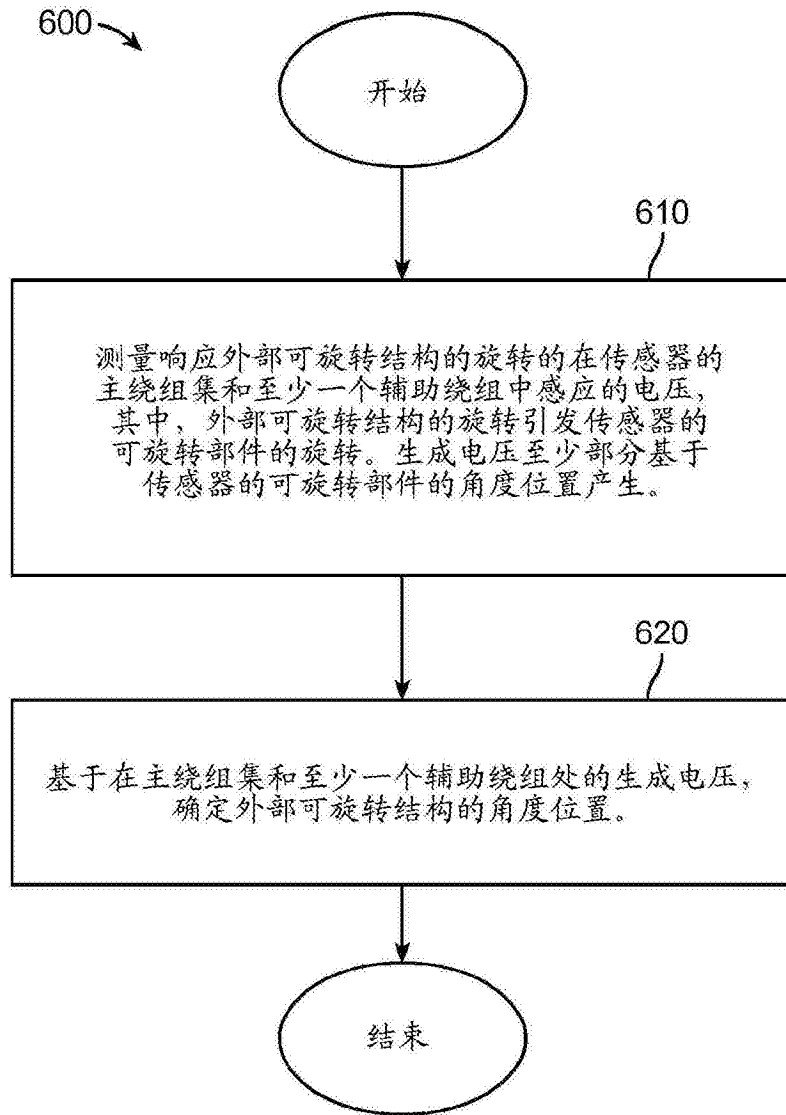 600
开始
610
测量响应外部可旋转结构的旋转的在传感器的
主绕组集和至少一个辅助绕组中感应的电压，
其中，外部可旋转结构的旋转引发传感器的
可旋转部件的旋转。生成电压至少部分基于
传感器的可旋转部件的角度位置产生。
620
基于在主绕组集和至少一个辅助绕组处的生成电压，
确定外部可旋转结构的角度位置。
结束